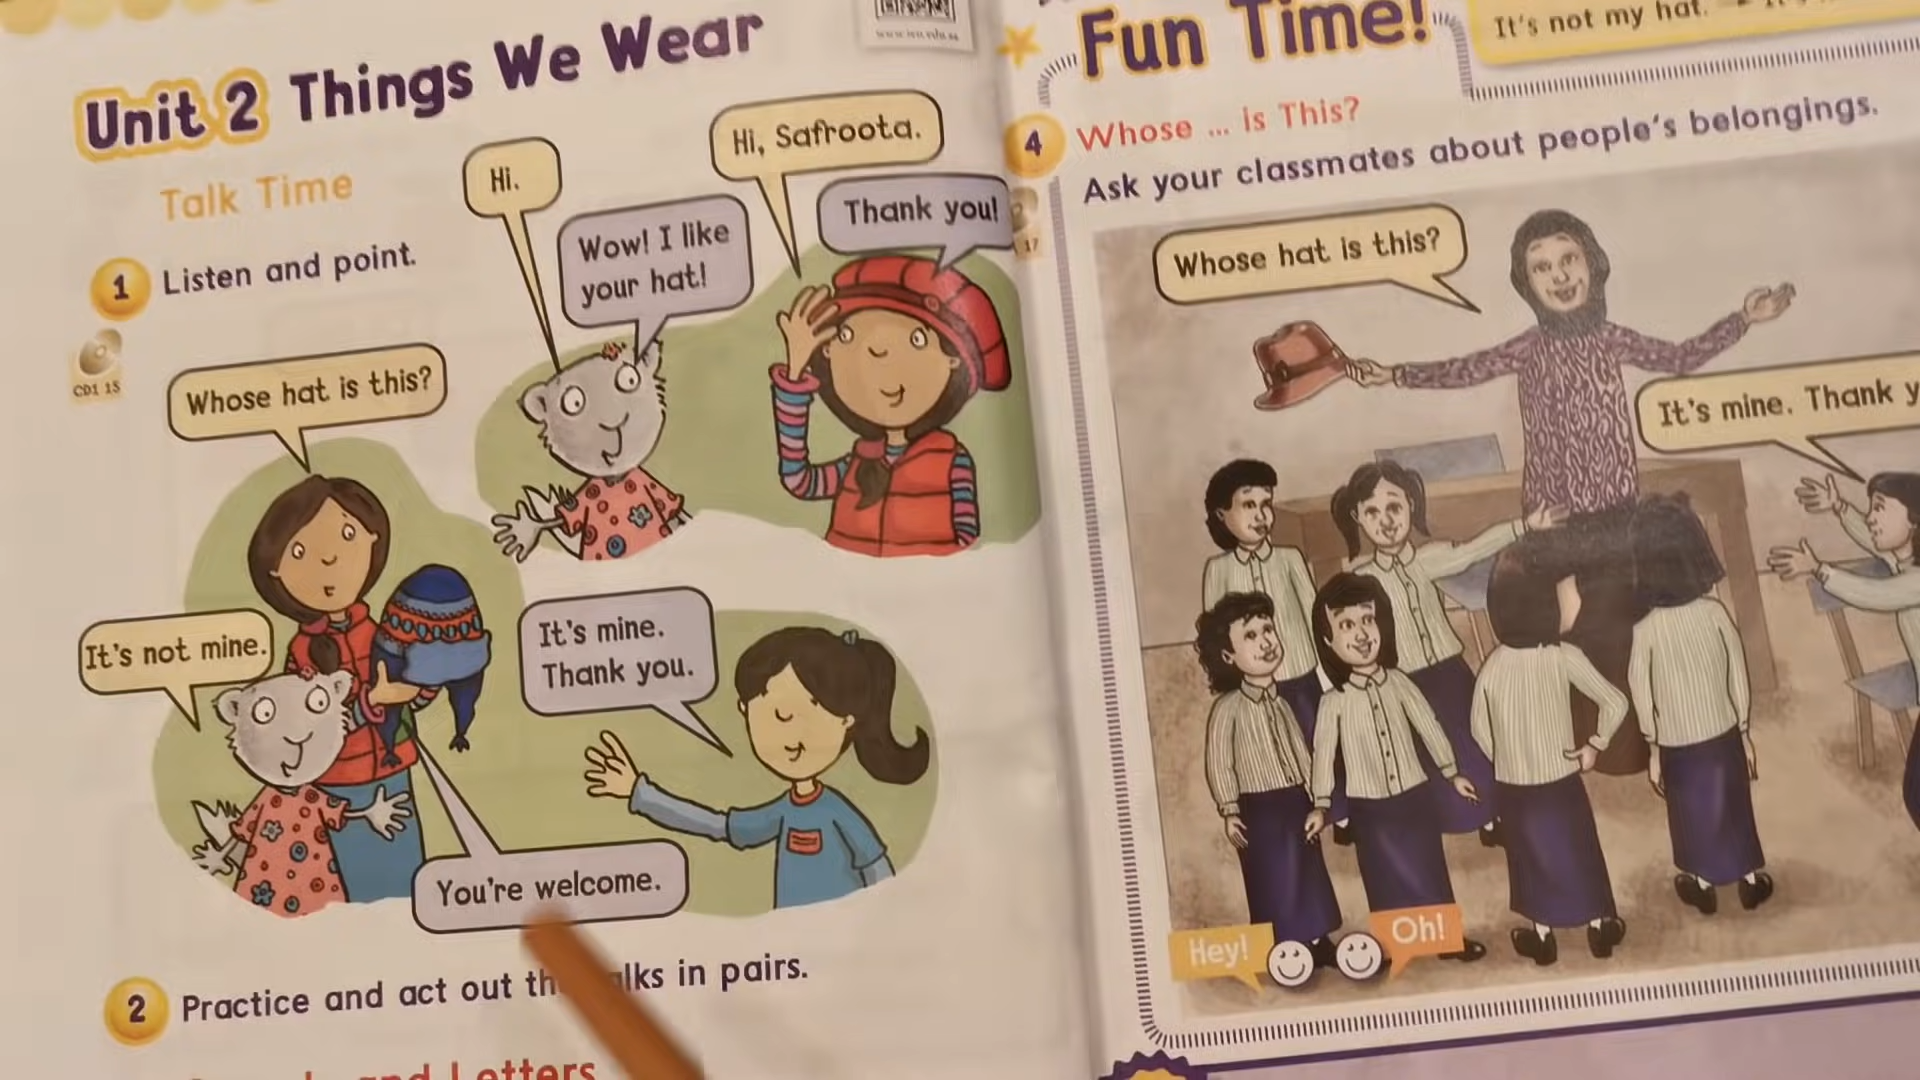 Unit 2 Things We Wear
Talk Time
1 Listen and point.
CD1 15
Hi.
Hi, Safroota.
Wow! I like
your hat!
Thank you!
Whose hat is this?
It's not mine.
It's mine.
Thank you.
You're welcome.
2 Practice and act out in pairs.
and Letters
Fun Time!
It's not my hat.
4 Whose ... is This?
Ask your classmates about people's belongings.
17
Whose hat is this?
It's mine. Thank
Hey!
Oh!